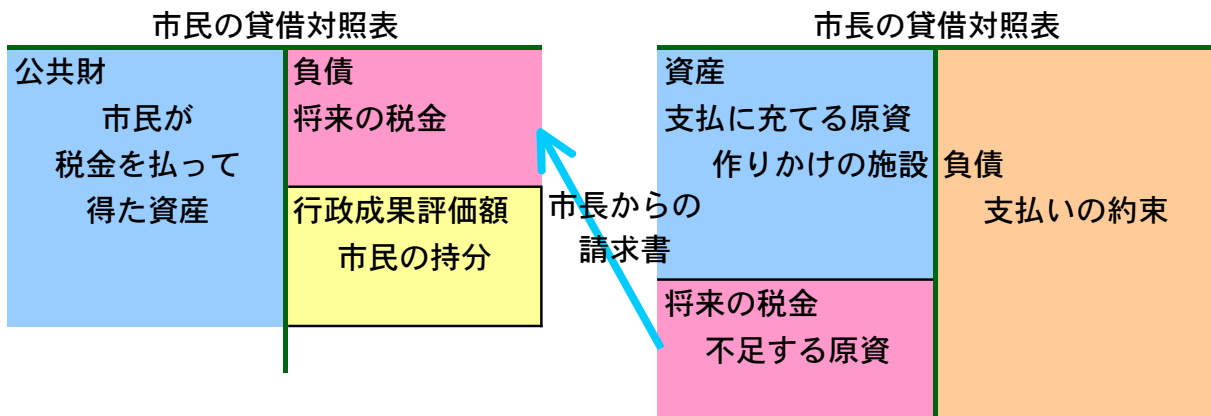 市民の貸借対照表
公共財
市民が
税金を払って
得た資産
負債
将来の税金
行政成果評価額
市民の持分
市長からの
請求書
市長の貸借対照表
資産
支払に充てる原資
作りかけの施設
将来の税金
不足する原資
負債
支払いの約束